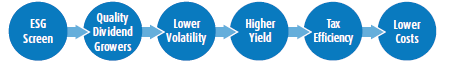 ESG
Screen
Quality
Dividend
Growers
Lower
Volatility
Higher
Yield
Tax
Efficiency
Lower
Costs